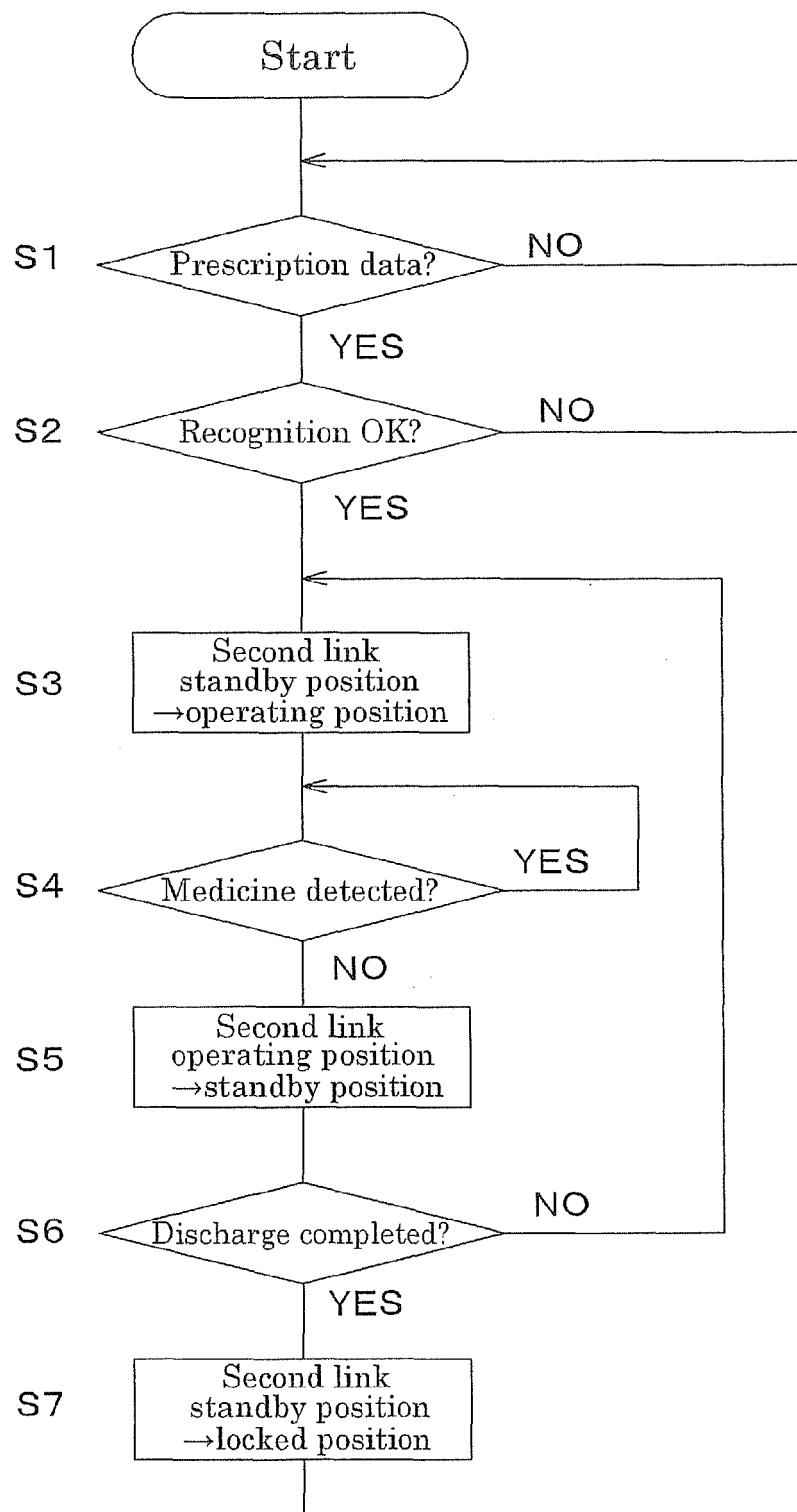 Start
S1
Prescription data?
NO
YES
S2
Recognition OK?
NO
YES
S3
Second link
standby position
→operating position
S4
Medicine detected?
YES
NO
S5
Second link
operating position
→standby position
S6
Discharge completed?
NO
YES
S7
Second link
standby position
→locked position